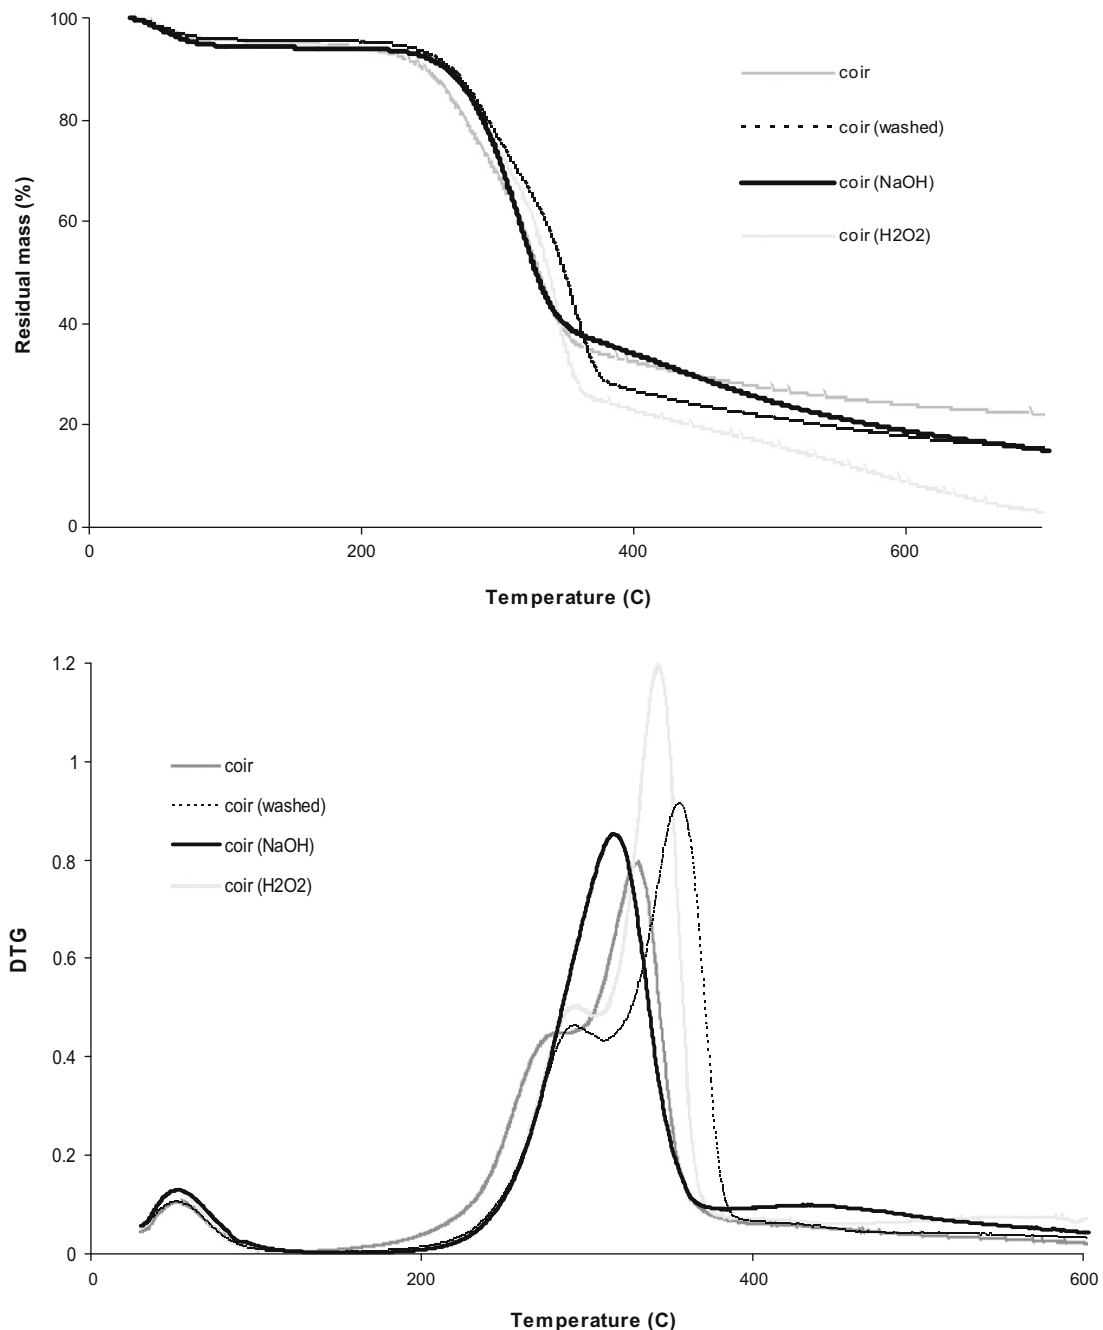 100
80
60
40
20
0
Residual mass (%)
coir
coir (washed)
coir (NaOH)
coir (H2O2)
0 200 400 600
Temperature (C)
1.2
1
0.8
0.6
0.4
0.2
0
DTG
coir
coir (washed)
coir (NaOH)
coir (H2O2)
0 200 400 600
Temperature (C)